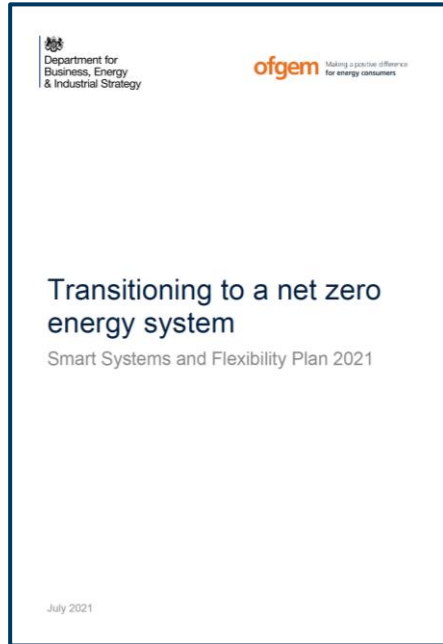 Department for
Business, Energy
& Industrial Strategy
ofgem
Making a positive difference
for energy consumers
Transitioning to a net zero
energy system
Smart Systems and Flexibility Plan 2021
July 2021